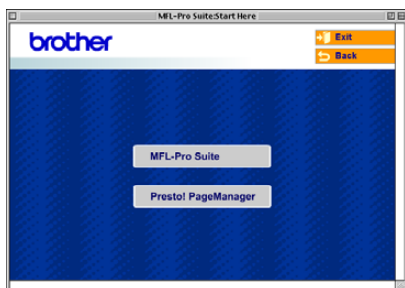 MFL-Pro Suite:Start Here
brother
Exit
Back
MFL-Pro Suite
Presto! PageManager